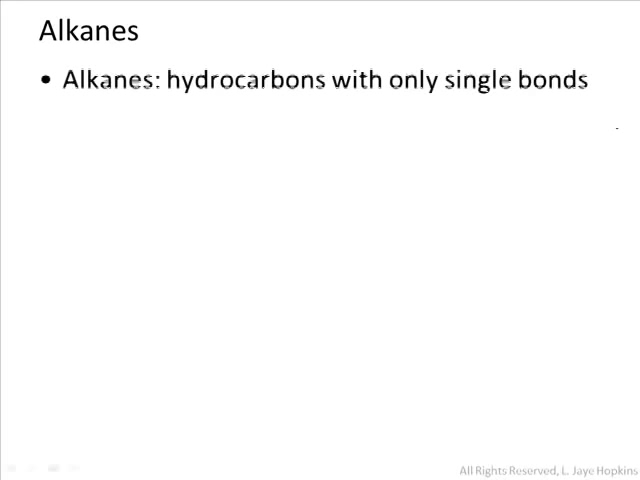 Alkanes
• Alkanes: hydrocarbons with only single bonds
All Rights Reserved, L. Jaye Hopkins